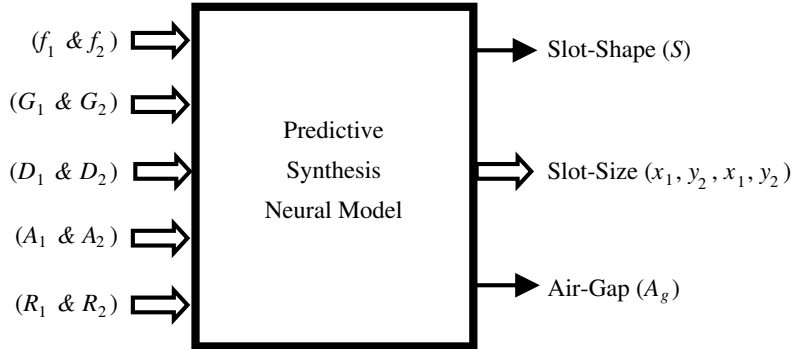 (f₁ & f₂)
(G₁ & G₂)
(D₁ & D₂)
(A₁ & A₂)
(R₁ & R₂)
Predictive
Synthesis
Neural Model
Slot-Shape (S)
Slot-Size (x₁, y₂, x₁, y₂)
Air-Gap (A_g)